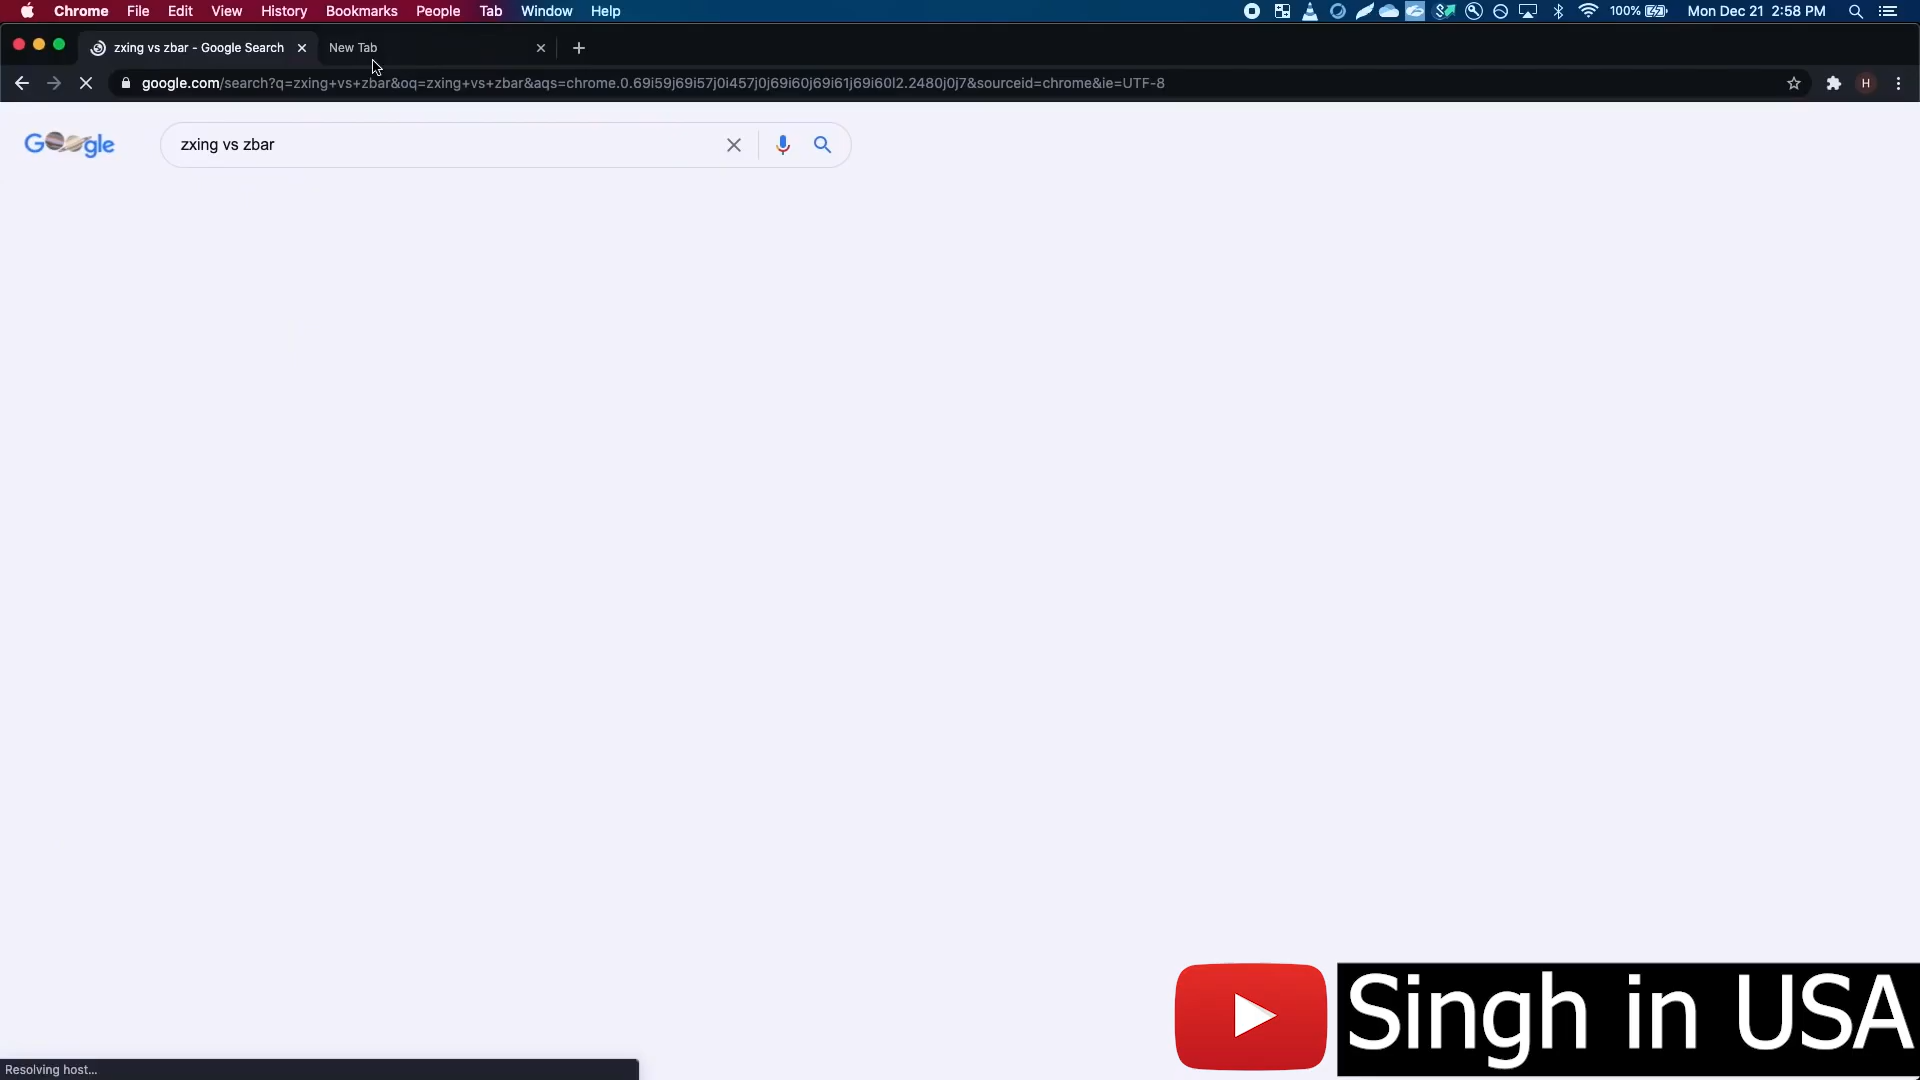 Chrome File Edit View History Bookmarks People Tab Window Help 100% Mon Dec 21 2:58 PM
zxing vs zbar - Google Search New Tab
google.com/search?q=zxing+vs+zbar&oq=zxing+vs+zbar&aqs=chrome.0.69i59j69i57j0i457j0j69i60j69i61j69i60l2.2480j0j7&sourceid=chrome&ie=UTF-8 H
Google zxing vs zbar
Singh in USA
Resolving host...